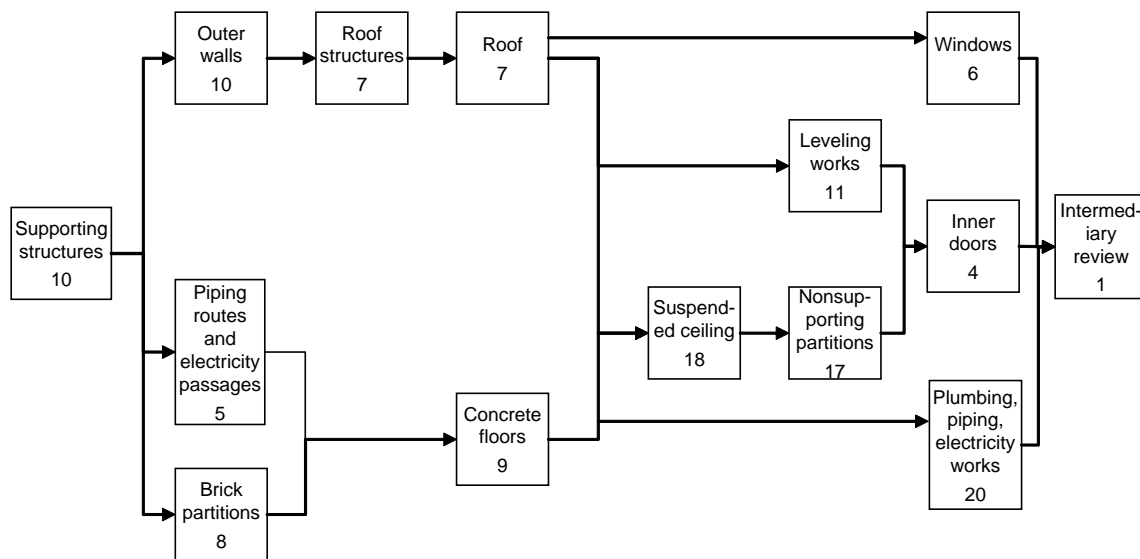 Outer
walls
10
Roof
structures
7
Roof
7
Windows
6
Leveling
works
11
Supporting
structures
10
Inner
doors
4
Intermed-
iary
review
1
Piping
routes
and
electricity
passages
5
Suspend-
ed ceiling
18
Nonsup-
porting
partitions
17
Concrete
floors
9
Plumbing,
piping,
electricity
works
20
Brick
partitions
8